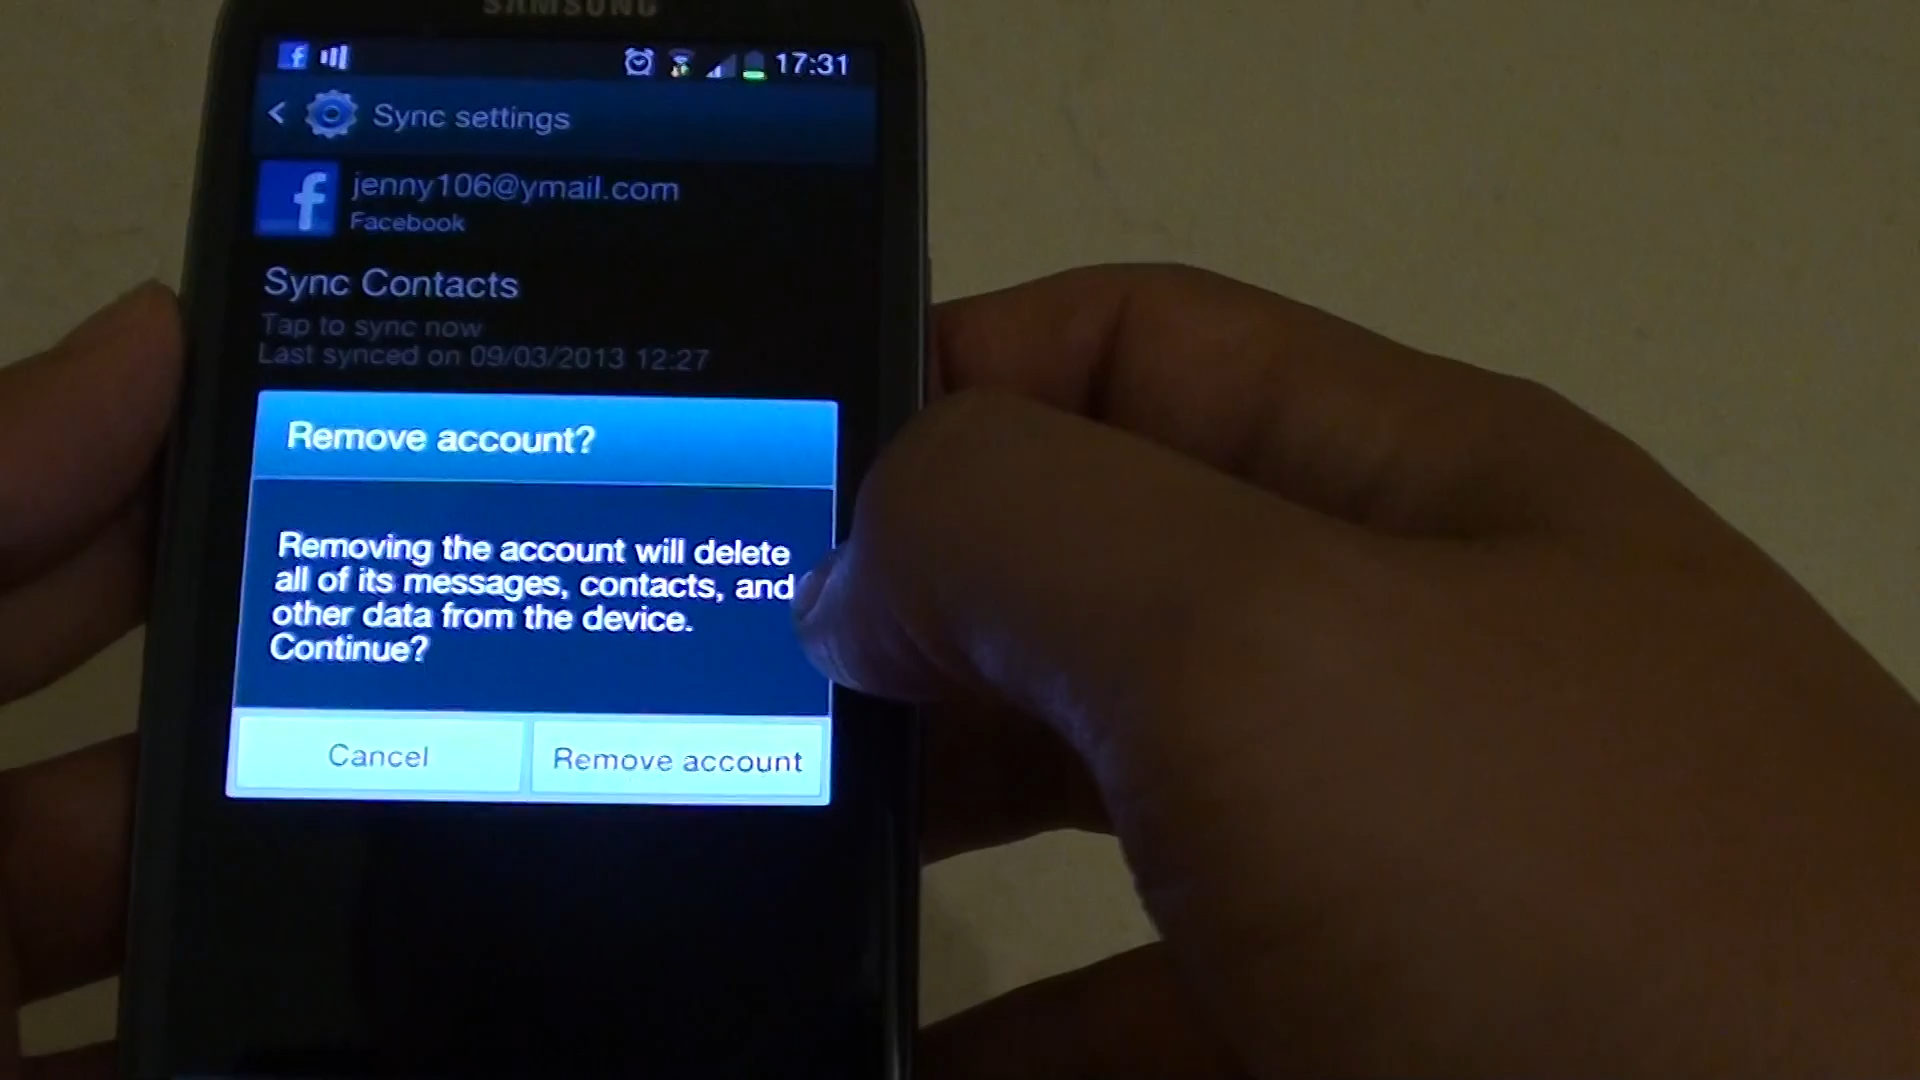 SAMSUNG
17:31
Sync settings
jenny106@ymail.com
Facebook
Sync Contacts
Tap to sync now
Last synced on 09/03/2013 12:27
Remove account?
Removing the account will delete
all of its messages, contacts, and
other data from the device.
Continue?
Cancel
Remove account